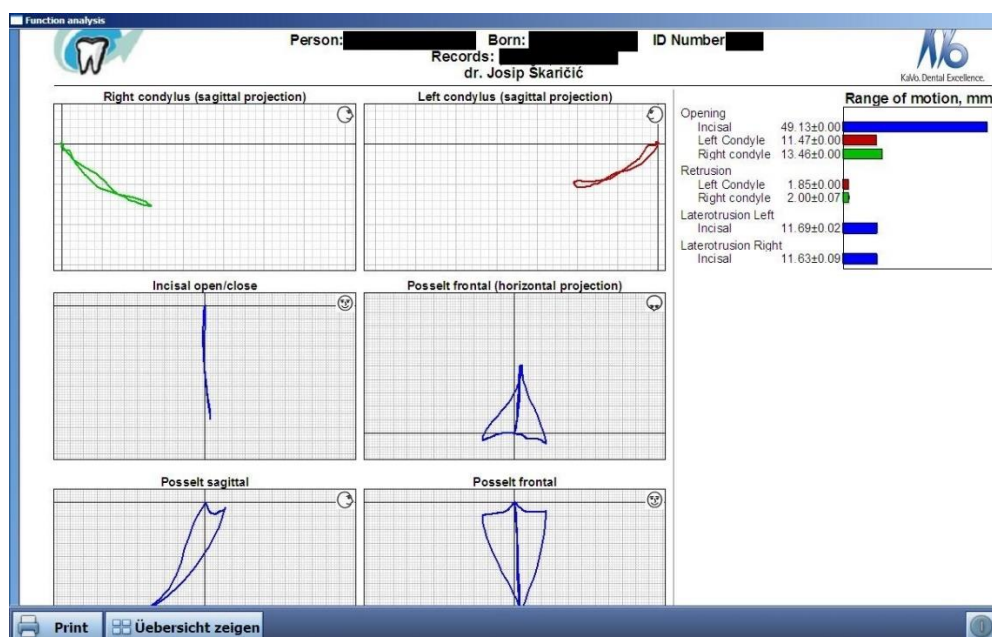 Function analysis
Person: Born: ID Number
Records:
dr. Josip Škaričić
KaVo. Dental Excellence.
Right condylus (sagittal projection)
Left condylus (sagittal projection)
Range of motion, mm
Opening
Incisal 49.13±0.00
Left Condyle 11.47±0.00
Right condyle 13.46±0.00
Retrusion
Left Condyle 1.85±0.00
Right condyle 2.00±0.07
Laterotrusion Left
Incisal 11.69±0.02
Laterotrusion Right
Incisal 11.63±0.09
Incisal open/close
Posselt frontal (horizontal projection)
Posselt sagittal
Posselt frontal
Print
Üebersicht zeigen